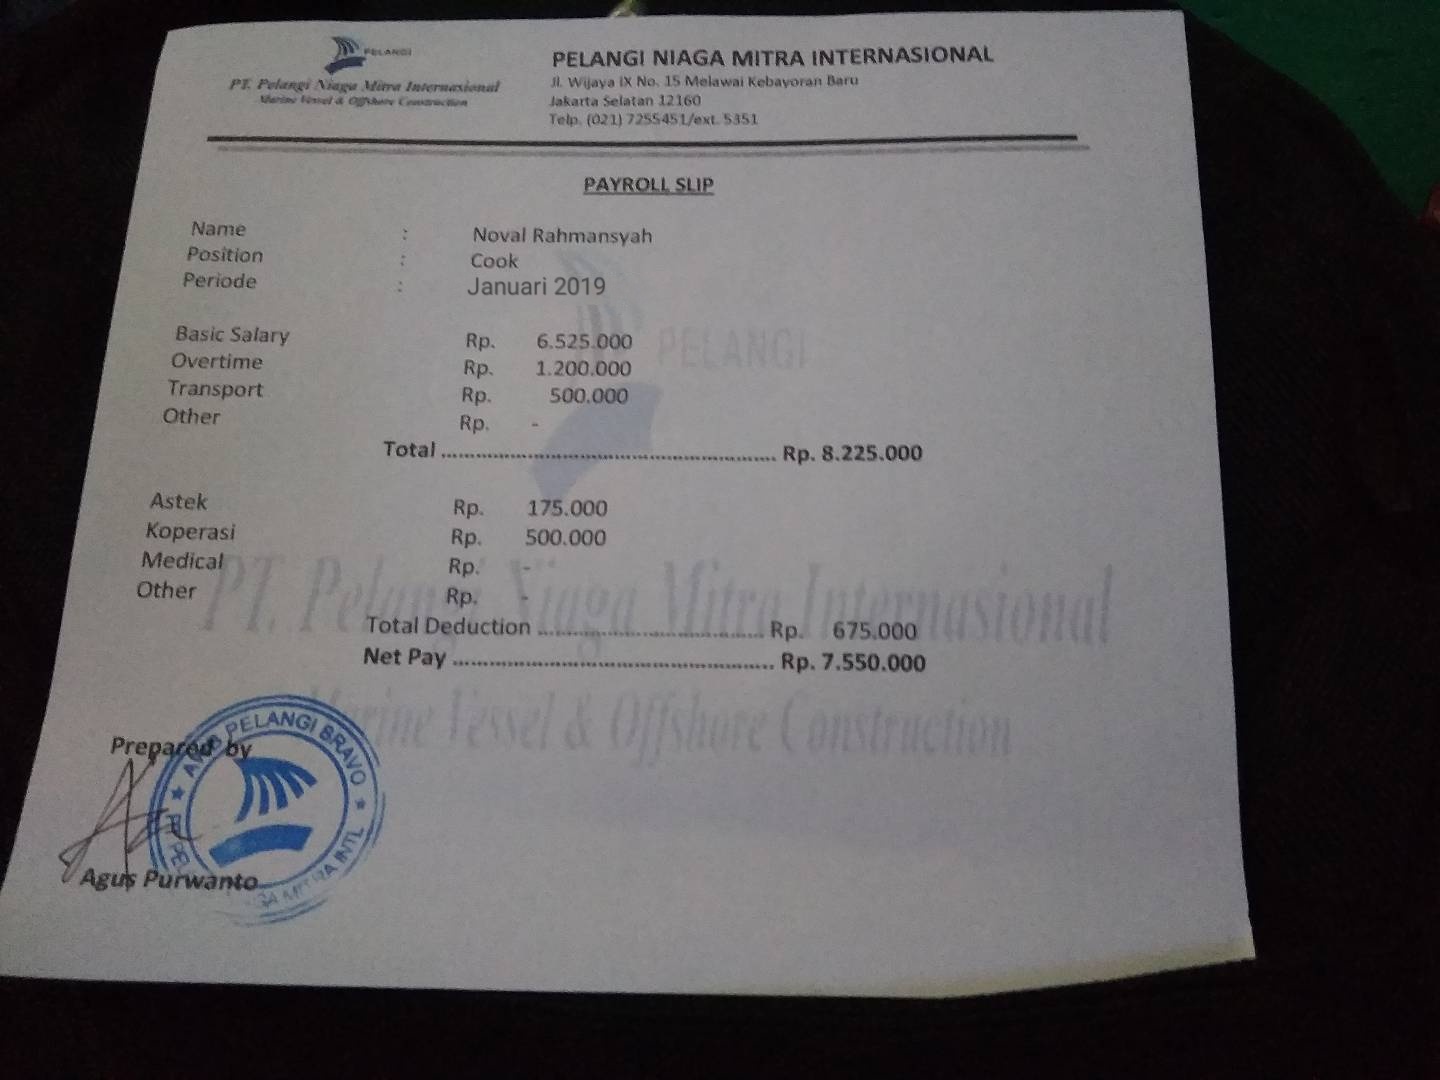 PELANGI
PT. Pelangi Niaga Mitra Internasional
Marine Vessel & Offshore Construction
PELANGI NIAGA MITRA INTERNASIONAL
Jl. Wijaya IX No. 15 Melawai Kebayoran Baru
Jakarta Selatan 12160
Telp. (021) 7255451/ext. 5351
PAYROLL SLIP
Name : Noval Rahmansyah
Position : Cook
Periode : Januari 2019
Basic Salary Rp. 6.525.000
Overtime Rp. 1.200.000
Transport Rp. 500.000
Other Rp. -
Total ........................................................ Rp. 8.225.000
Astek Rp. 175.000
Koperasi Rp. 500.000
Medical Rp. -
Other Rp. -
Total Deduction ...................................... Rp. 675.000
Net Pay ...................................................... Rp. 7.550.000
PELANGI
PT. Pelangi Niaga Mitra Internasional
Marine Vessel & Offshore Construction
Prepared by
PELANGI BRAVO
MITRA INTL
Agus Purwanto